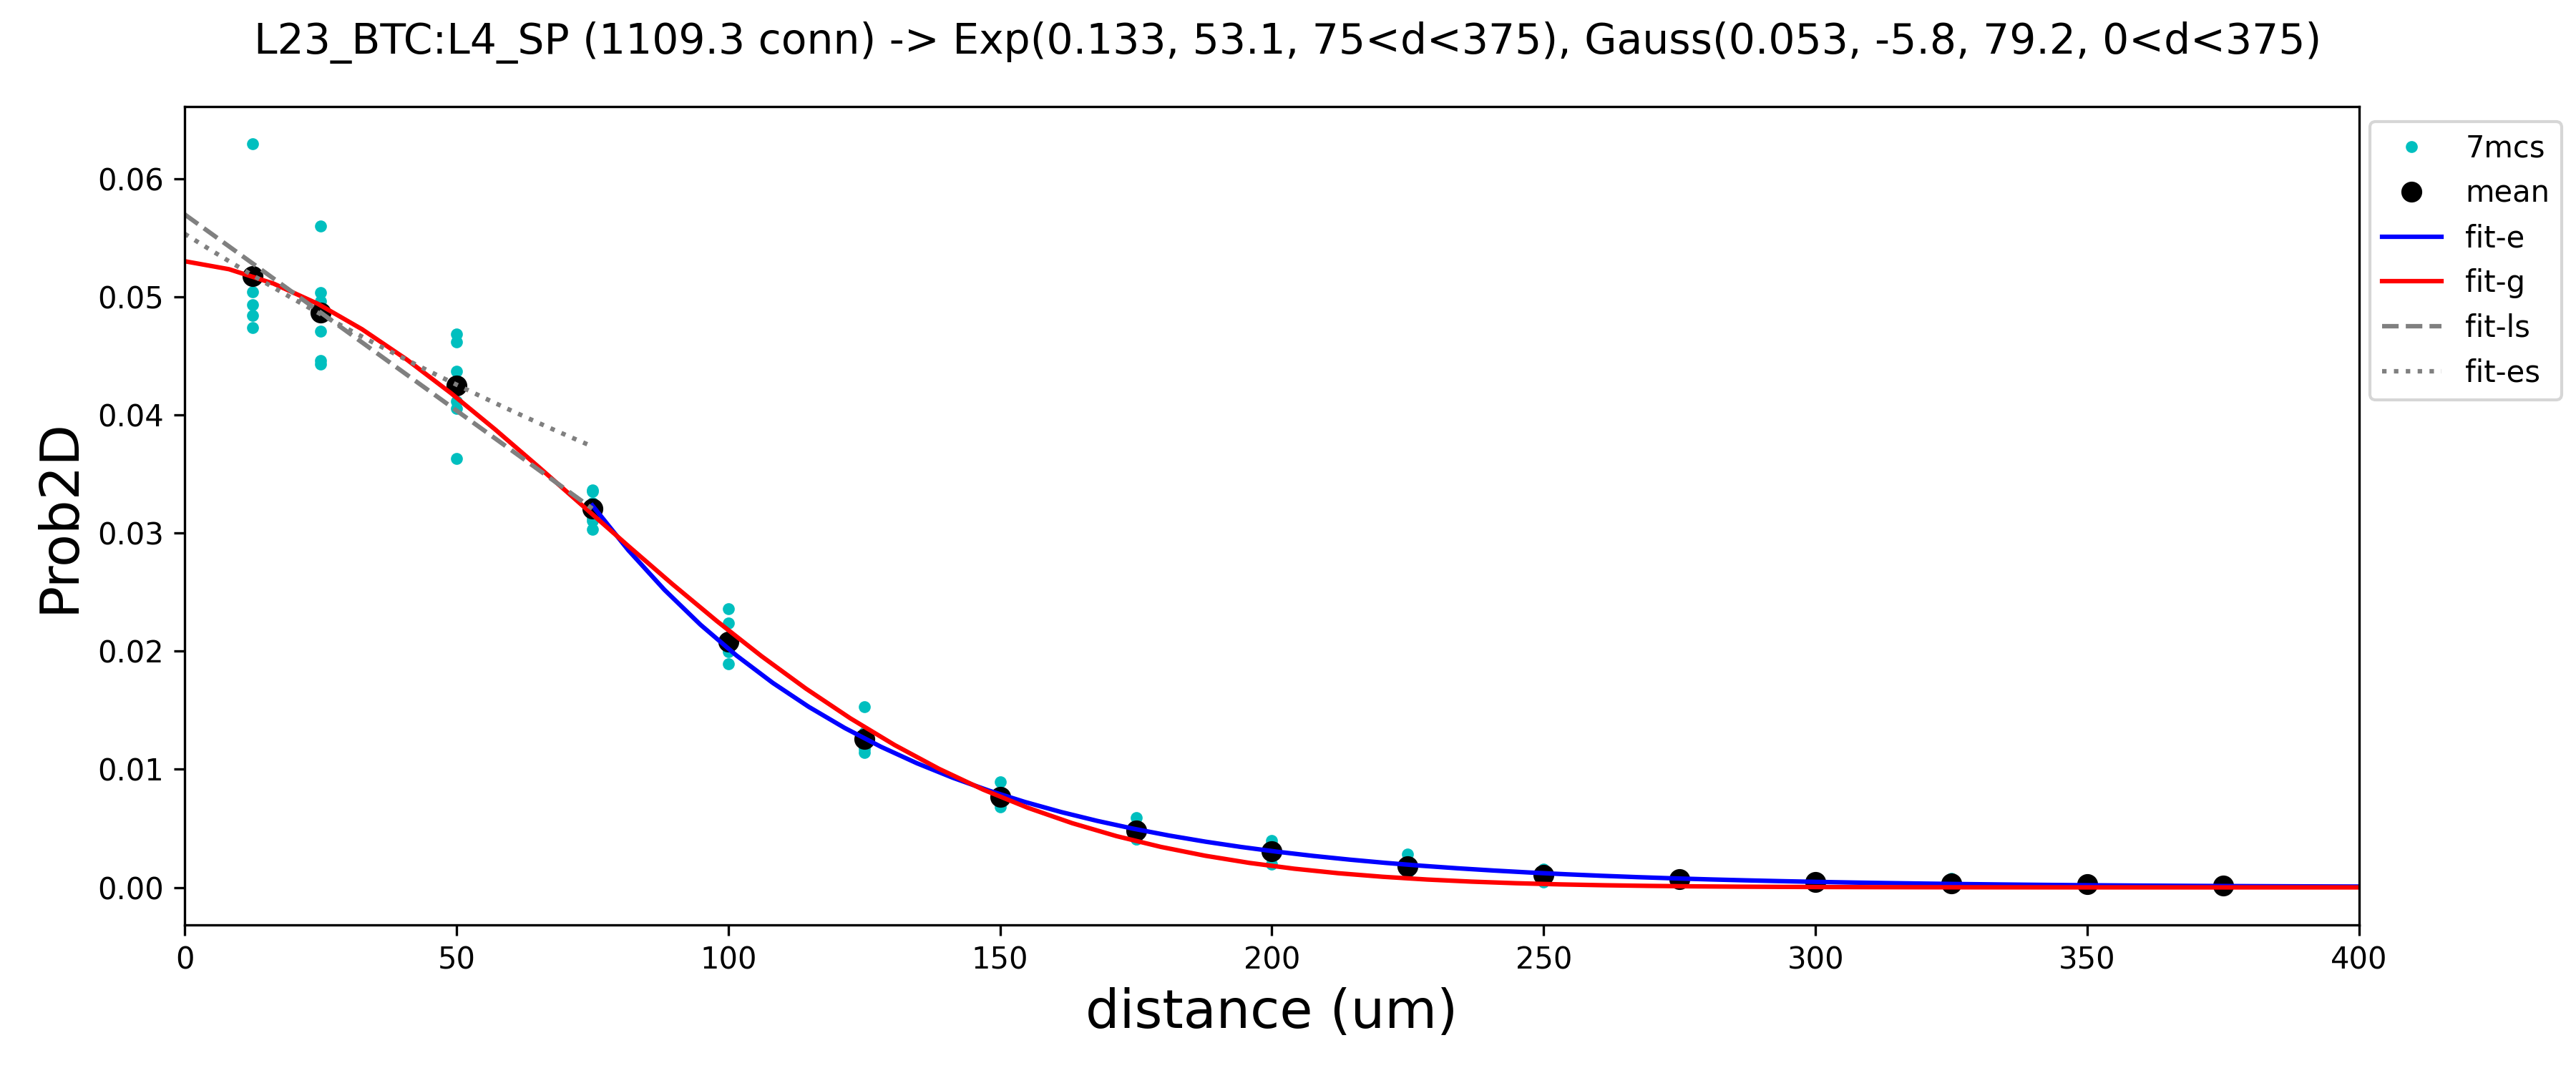 L23_BTC:L4_SP (1109.3 conn) -> Exp(0.133, 53.1, 75<d<375), Gauss(0.053, -5.8, 79.2, 0<d<375)
7mcs
mean
fit-e
fit-g
fit-ls
fit-es
Prob2D
0.06
0.05
0.04
0.03
0.02
0.01
0.00
0 50 100 150 200 250 300 350 400
distance (um)